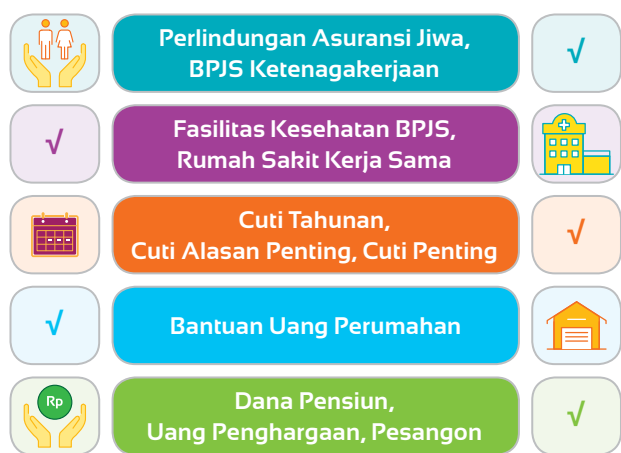 Perlindungan Asuransi Jiwa,
BPJS Ketenagakerjaan
√
√
Fasilitas Kesehatan BPJS,
Rumah Sakit Kerja Sama
Cuti Tahunan,
Cuti Alasan Penting, Cuti Penting
√
√
Bantuan Uang Perumahan
Rp
Dana Pensiun,
Uang Penghargaan, Pesangon
√